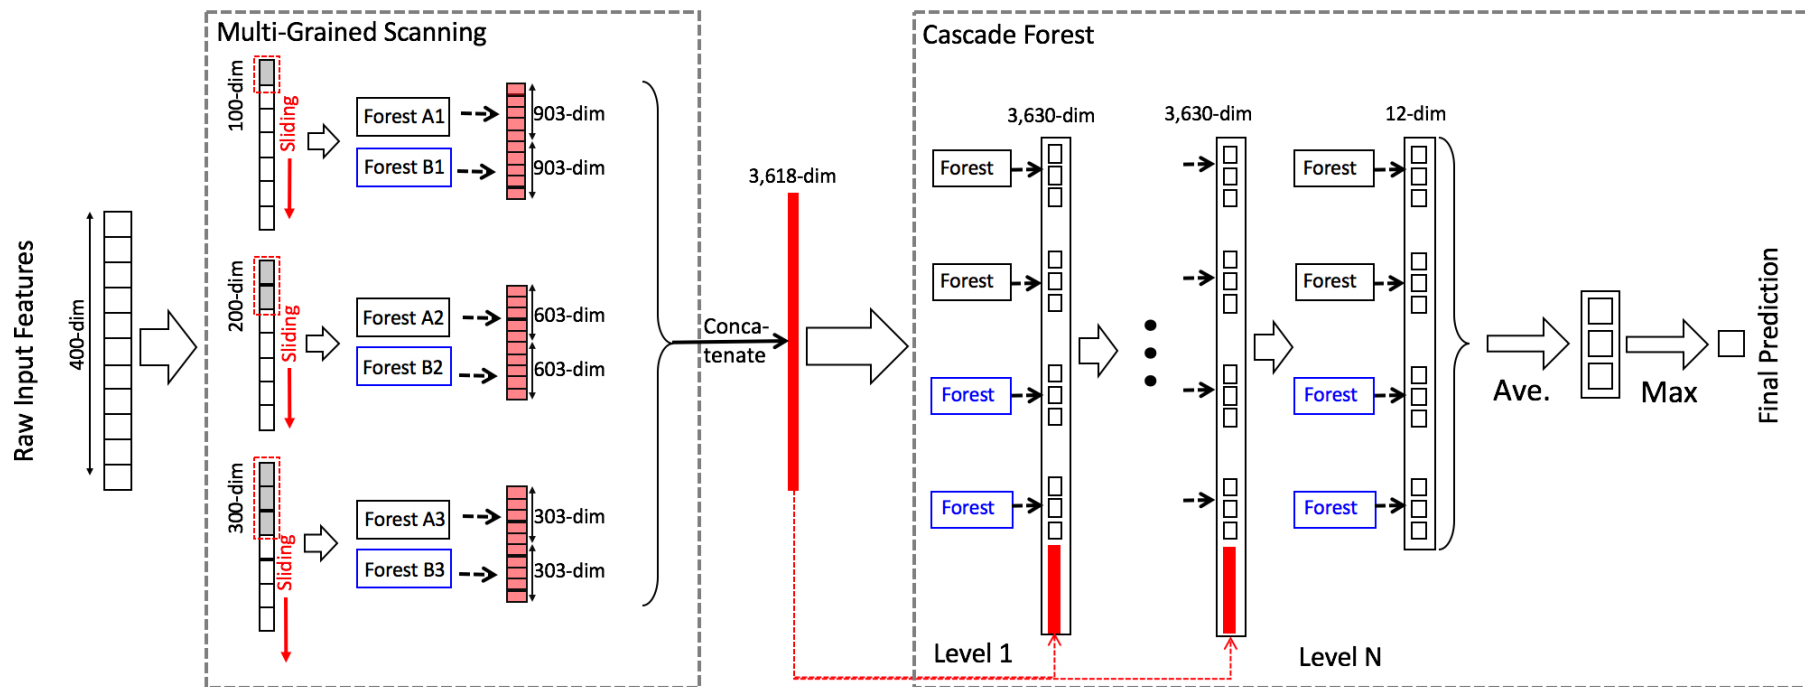 Raw Input Features
400-dim
Multi-Grained Scanning
100-dim
Sliding
Forest A1
Forest B1
903-dim
903-dim
200-dim
Sliding
Forest A2
Forest B2
603-dim
603-dim
300-dim
Sliding
Forest A3
Forest B3
303-dim
303-dim
Conca-
tenate
3,618-dim
Cascade Forest
3,630-dim
Forest
Forest
Forest
Forest
Level 1
3,630-dim
12-dim
Forest
Forest
Forest
Forest
Level N
Ave.
Max
Final Prediction